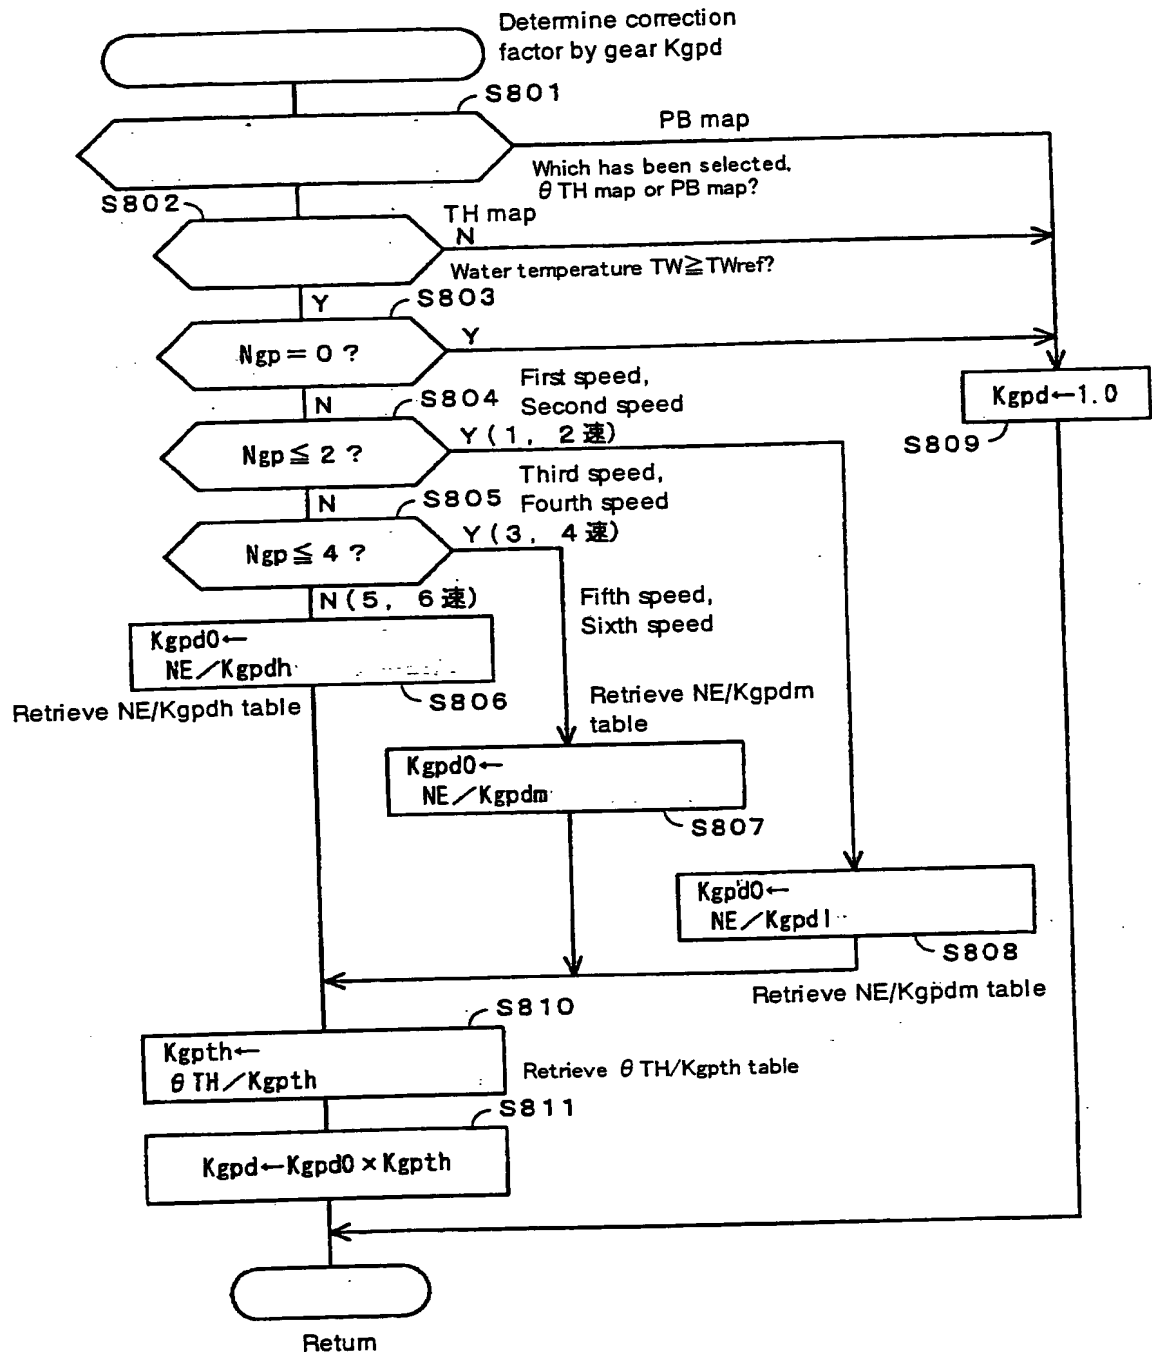 Determine correction
factor by gear Kgpd
S801
PB map
Which has been selected,
θ TH map or PB map?
S802
TH map
N
Water temperature TW≧TWref?
Y
S803
Ngp = 0 ?
Y
N
S804
First speed,
Second speed
Kgpd←1.0
S809
Ngp ≦ 2 ?
Y (1, 2速)
N
S805
Third speed,
Fourth speed
Ngp ≦ 4 ?
Y (3, 4速)
N (5, 6速)
Fifth speed,
Sixth speed
Kgpd0←
NE/Kgpdh
S806
Retrieve NE/Kgpdh table
Retrieve NE/Kgpdm
table
Kgpd0←
NE/Kgpdm
S807
Kgpd0←
NE/Kgpdl
S808
Retrieve NE/Kgpdm table
S810
Kgpth←
θ TH/Kgpth
Retrieve θ TH/Kgpth table
S811
Kgpd←Kgpd0 × Kgpth
Return